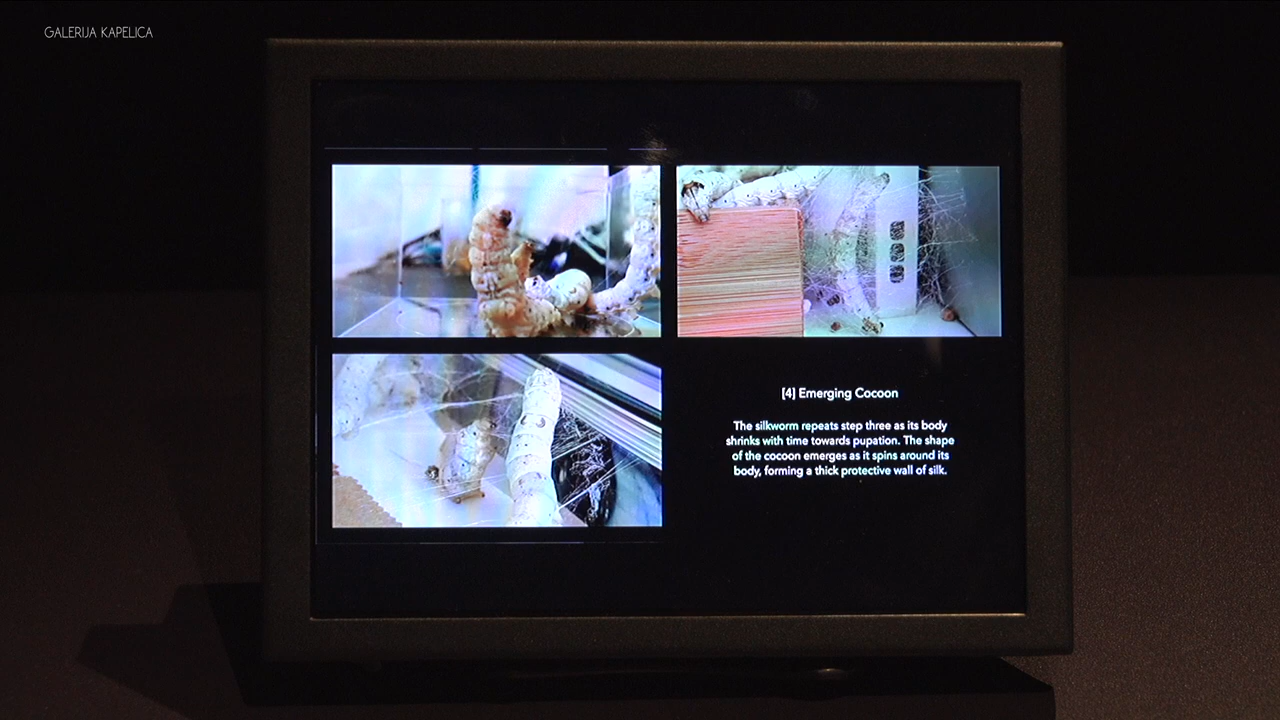 GALERIJA KAPELICA
[4] Emerging Cocoon
The silkworm repeats step three as its body
shrinks with time towards pupation. The shape
of the cocoon emerges as it spins around its
body, forming a thick protective wall of silk.